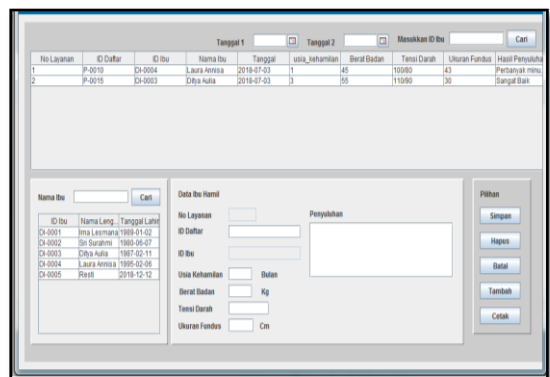 Tanggal 1 Tanggal 2 Masukkan ID Ibu Cari
No Layanan ID Daftar ID Ibu Nama Ibu Tanggal usia_kehamilan Berat Badan Tensi Darah Ukuran Fundus Hasil Penyuluha
1 P-0010 DI-0004 Laura Annisa 2018-07-03 1 45 100/80 43 Perbanyak minu..
2 P-0015 DI-0003 Ditya Aulia 2018-07-03 3 55 110/90 30 Sangat Baik
Nama Ibu Cari
ID Ibu Nama Leng... Tanggal Lahir
DI-0001 Ima Lesmana 1989-01-02
DI-0002 Sri Surahmi 1980-06-07
DI-0003 Ditya Aulia 1987-02-11
DI-0004 Laura Annisa 1995-02-06
DI-0005 Resti 2018-12-12
Data Ibu Hamil
No Layanan Penyuluhan
ID Daftar
ID Ibu
Usia Kehamilan Bulan
Berat Badan Kg
Tensi Darah
Ukuran Fundus Cm
Pilihan
Simpan
Hapus
Batal
Tambah
Cetak